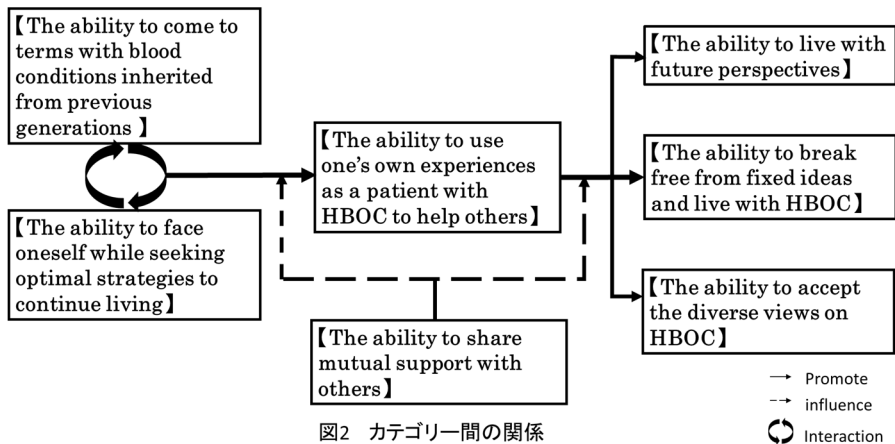 【The ability to come to
terms with blood
conditions inherited
from previous
generations 】
【The ability to face
oneself while seeking
optimal strategies to
continue living】
【The ability to use
one's own experiences
as a patient with
HBOC to help others】
【The ability to share
mutual support with
others】
【The ability to live with
future perspectives】
【The ability to break
free from fixed ideas
and live with HBOC】
【The ability to accept
the diverse views on
HBOC】
Promote
influence
Interaction
図2 カテゴリー間の関係